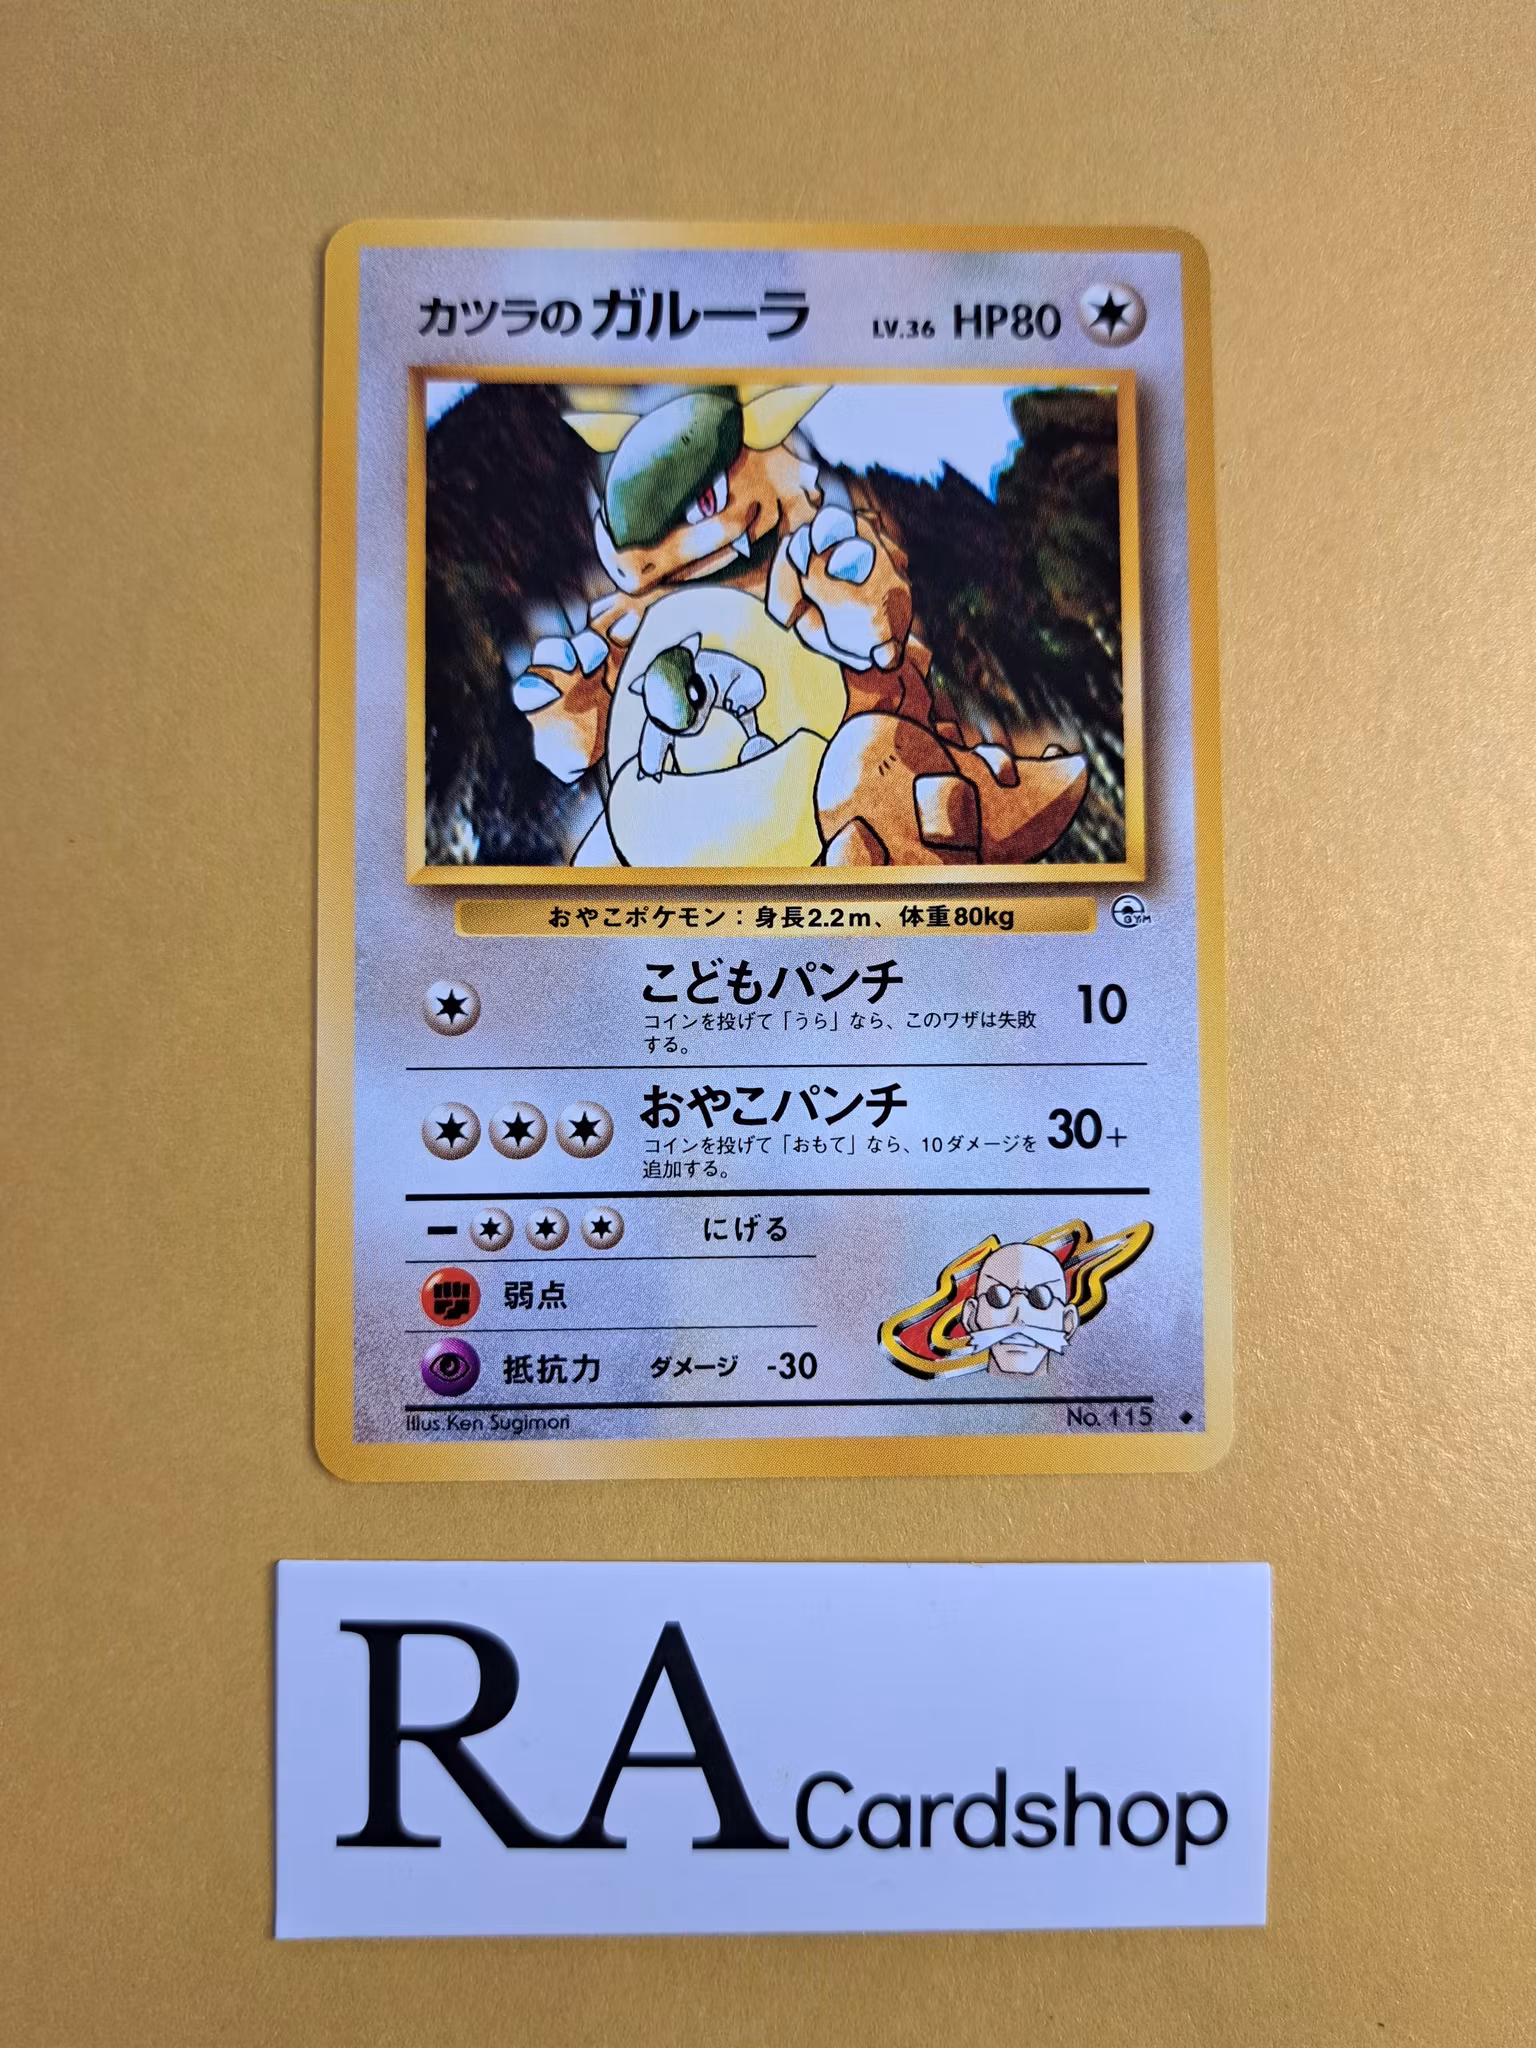 カツラの ガルーラ LV.36 HP80
おやこポケモン：身長2.2m、体重80kg
GYM
こどもパンチ 10
コインを投げて「うら」なら、このワザは失敗
する。
おやこパンチ 30+
コインを投げて「おもて」なら、10ダメージを
追加する。
− にげる
弱点
抵抗力 ダメージ -30
Illus.Ken Sugimori No. 115
RA Cardshop